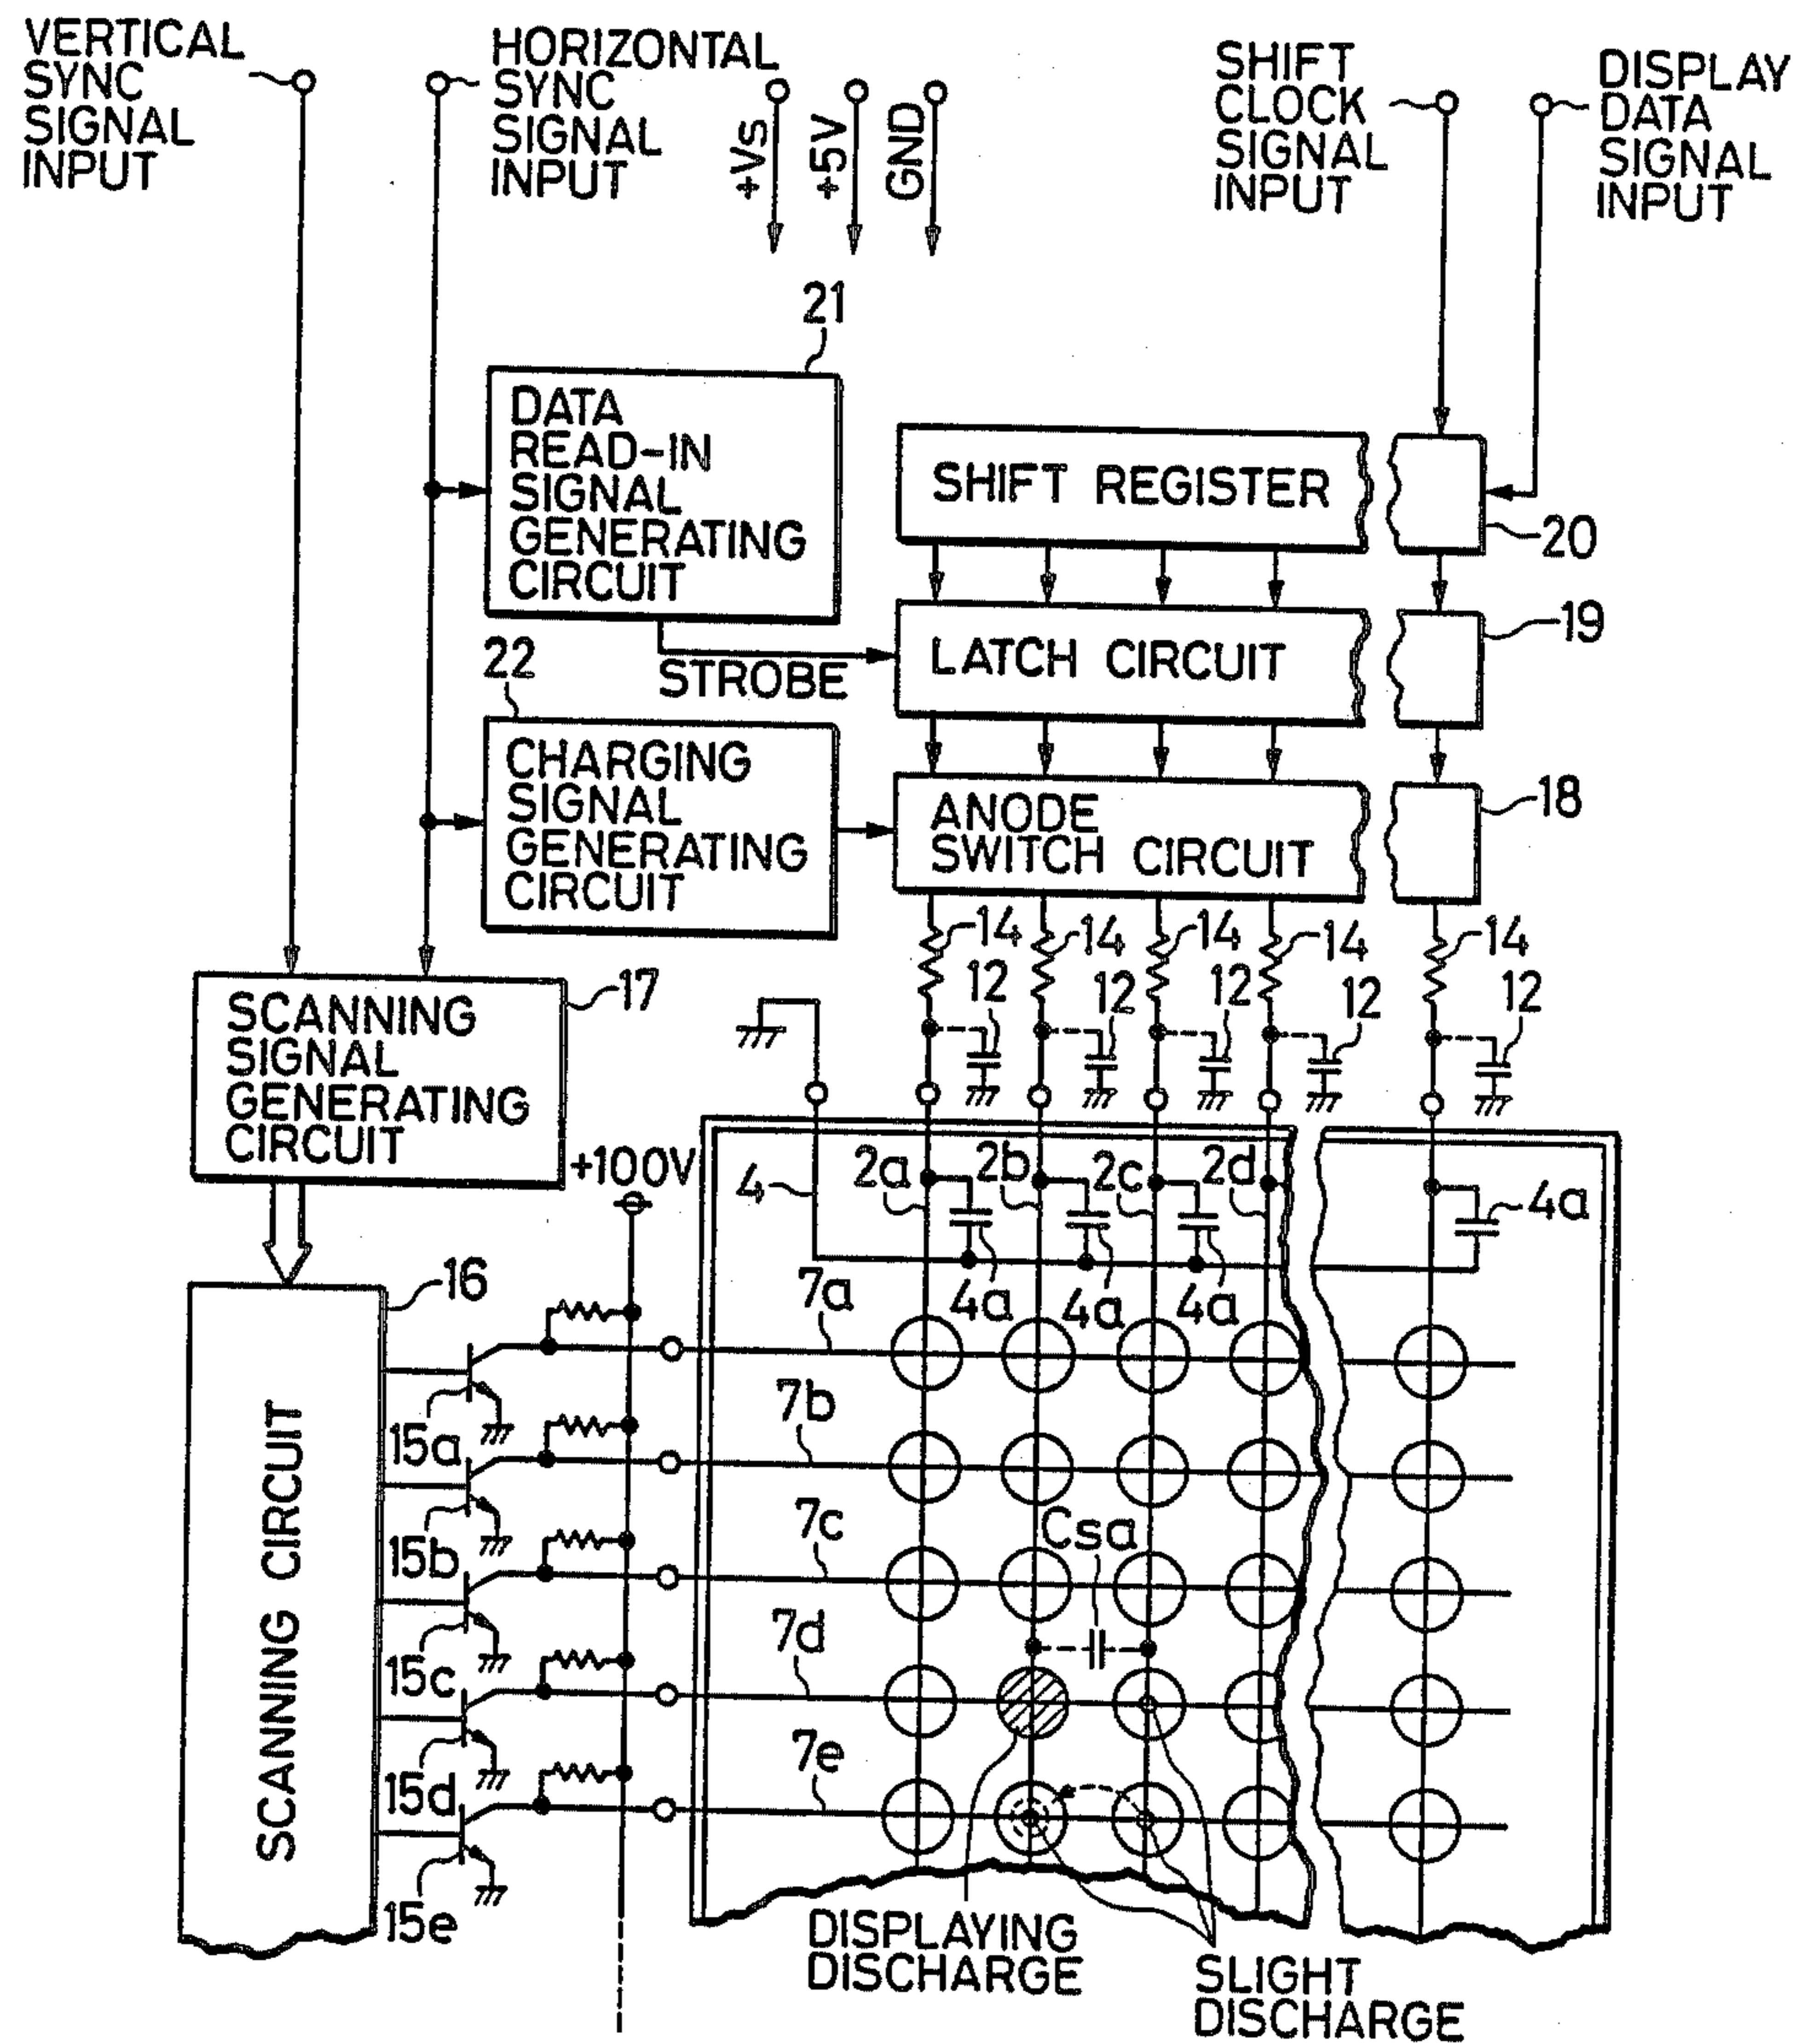 VERTICAL
SYNC
SIGNAL
INPUT
HORIZONTAL
SYNC
SIGNAL
INPUT
+Vs
+5V
GND
SHIFT
CLOCK
SIGNAL
INPUT
DISPLAY
DATA
SIGNAL
INPUT
21
DATA
READ-IN
SIGNAL
GENERATING
CIRCUIT
SHIFT REGISTER
20
STROBE
LATCH CIRCUIT
19
22
CHARGING
SIGNAL
GENERATING
CIRCUIT
ANODE
SWITCH CIRCUIT
18
14
14
14
14
14
12
12
12
12
12
SCANNING
SIGNAL
GENERATING
CIRCUIT
17
+100V
4
2a
2b
2c
2d
4a
4a
4a
4a
16
SCANNING CIRCUIT
7a
15a
7b
15b
7c
Csa
15c
7d
15d
7e
15e
DISPLAYING
DISCHARGE
SLIGHT
DISCHARGE